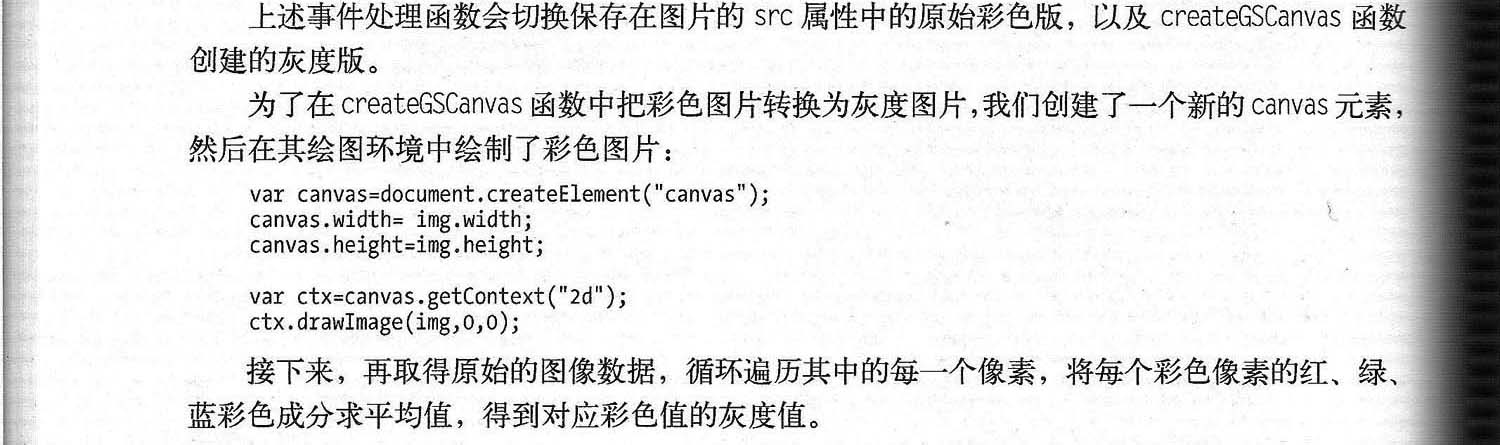 上述事件处理函数会切换保存在图片的 src 属性中的原始彩色版，以及 createGSCanvas 函数
创建的灰度版。
为了在 createGSCanvas 函数中把彩色图片转换为灰度图片，我们创建了一个新的 canvas 元素，
然后在其绘图环境中绘制了彩色图片：
var canvas=document.createElement("canvas");
canvas.width= img.width;
canvas.height=img.height;
var ctx=canvas.getContext("2d");
ctx.drawImage(img,0,0);
接下来，再取得原始的图像数据，循环遍历其中的每一个像素，将每个彩色像素的红、绿、
蓝彩色成分求平均值，得到对应彩色值的灰度值。